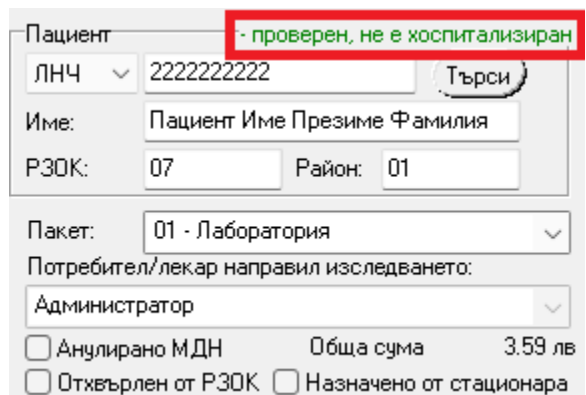 Пациент - проверен, не е хоспитализиран
ЛНЧ 2222222222 Търси
Име: Пациент Име Презиме Фамилия
РЗОК: 07 Район: 01
Пакет: 01 - Лаборатория
Потребител/лекар направил изследването:
Администратор
Анулирано МДН Обща сума 3.59 лв
Отхвърлен от РЗОК Назначено от стационара